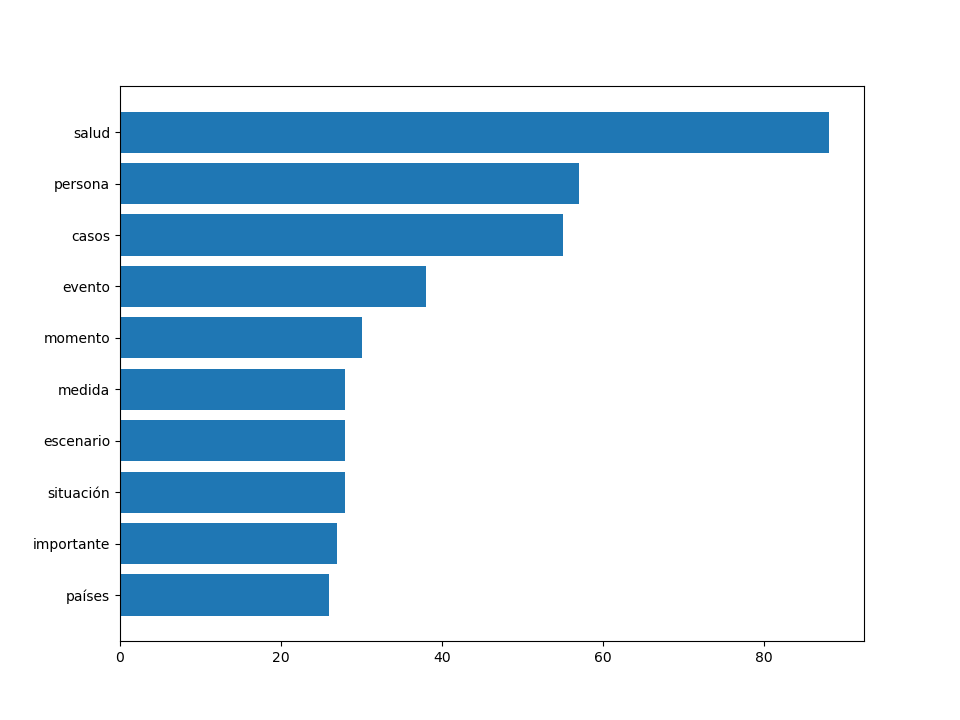 salud
persona
casos
evento
momento
medida
escenario
situación
importante
países
0 20 40 60 80